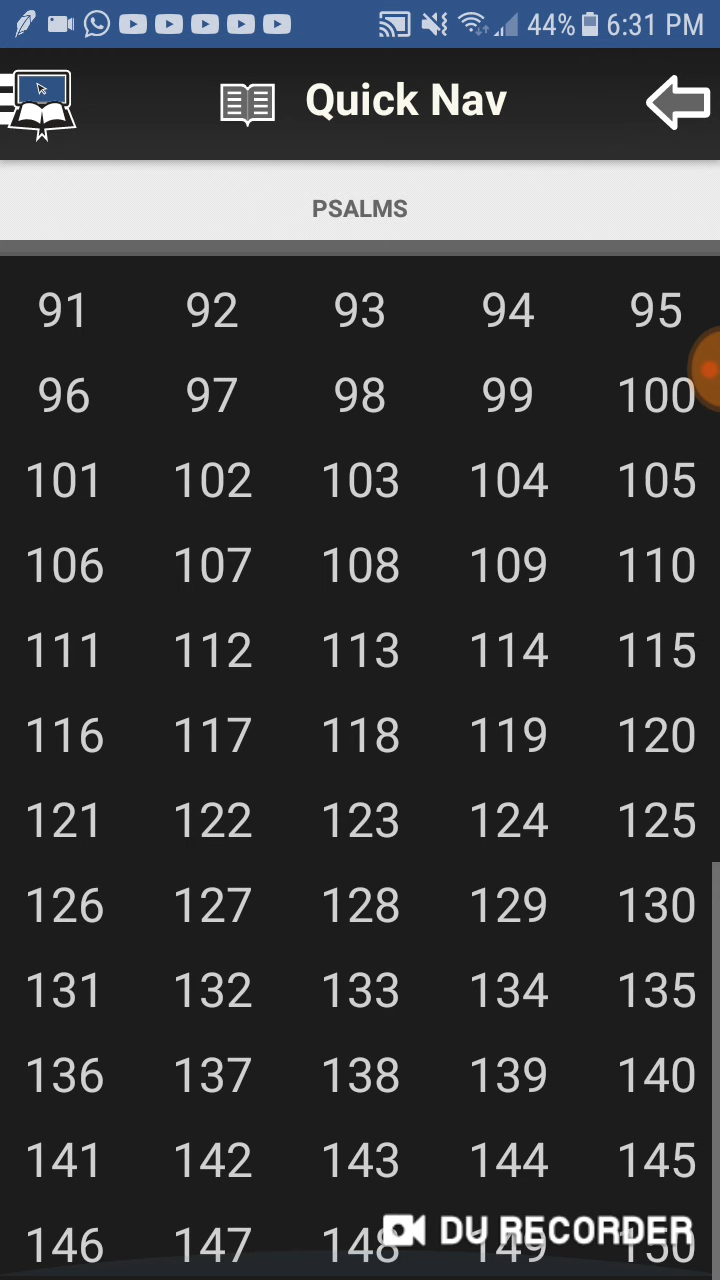 44% 6:31 PM
Quick Nav
PSALMS
91 92 93 94 95
96 97 98 99 100
101 102 103 104 105
106 107 108 109 110
111 112 113 114 115
116 117 118 119 120
121 122 123 124 125
126 127 128 129 130
131 132 133 134 135
136 137 138 139 140
141 142 143 144 145
DU RECORDER
146 147 148 149 150